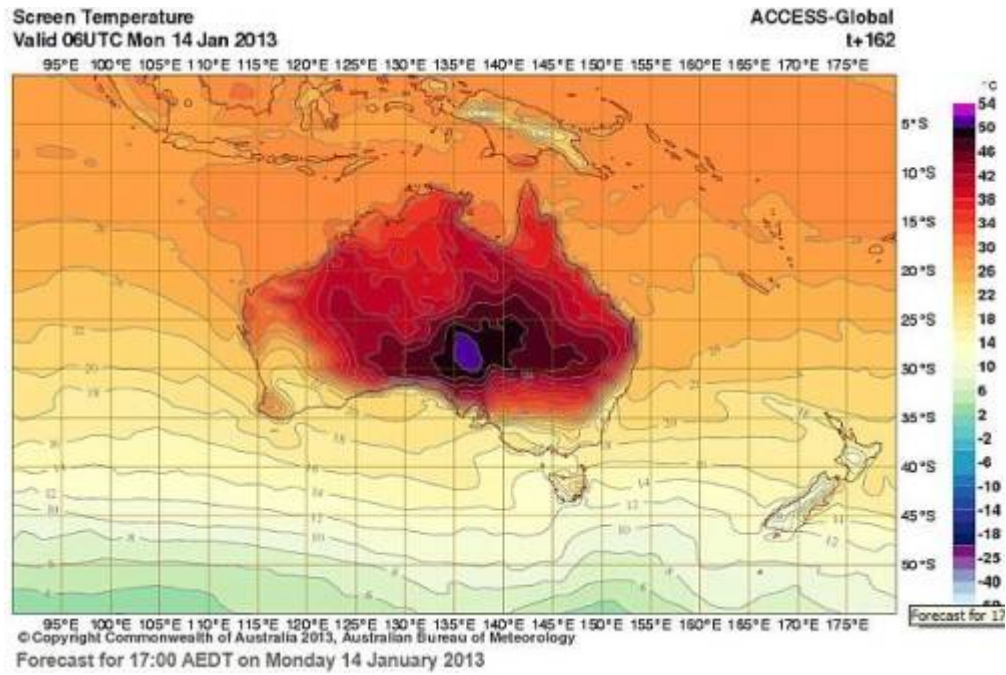 Screen Temperature
ACCESS-Global
Valid 06UTC Mon 14 Jan 2013
t+162
95°E 100°E 105°E 110°E 115°E 120°E 125°E 130°E 135°E 140°E 145°E 150°E 155°E 160°E 165°E 170°E 175°E
°C
54
50
46
42
38
34
30
26
22
18
14
10
6
2
-2
-6
-10
-14
-18
-25
-40
5°S
10°S
15°S
20°S
25°S
30°S
35°S
40°S
45°S
50°S
95°E 100°E 105°E 110°E 115°E 120°E 125°E 130°E 135°E 140°E 145°E 150°E 155°E 160°E 165°E 170°E 175°E
Forecast for 17
© Copyright Commonwealth of Australia 2013, Australian Bureau of Meteorology
Forecast for 17:00 AEDT on Monday 14 January 2013